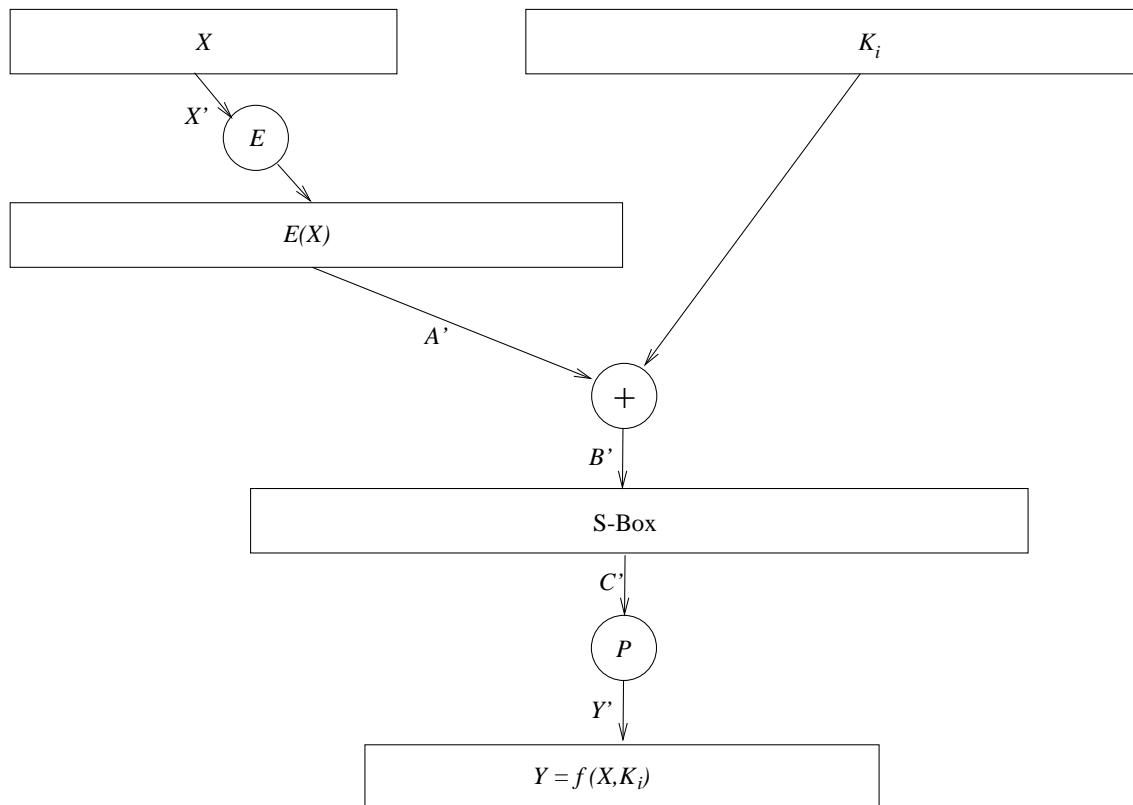 X
K_i
X’
E
E(X)
A’
+
B’
S-Box
C’
P
Y’
Y = f (X,K_i)